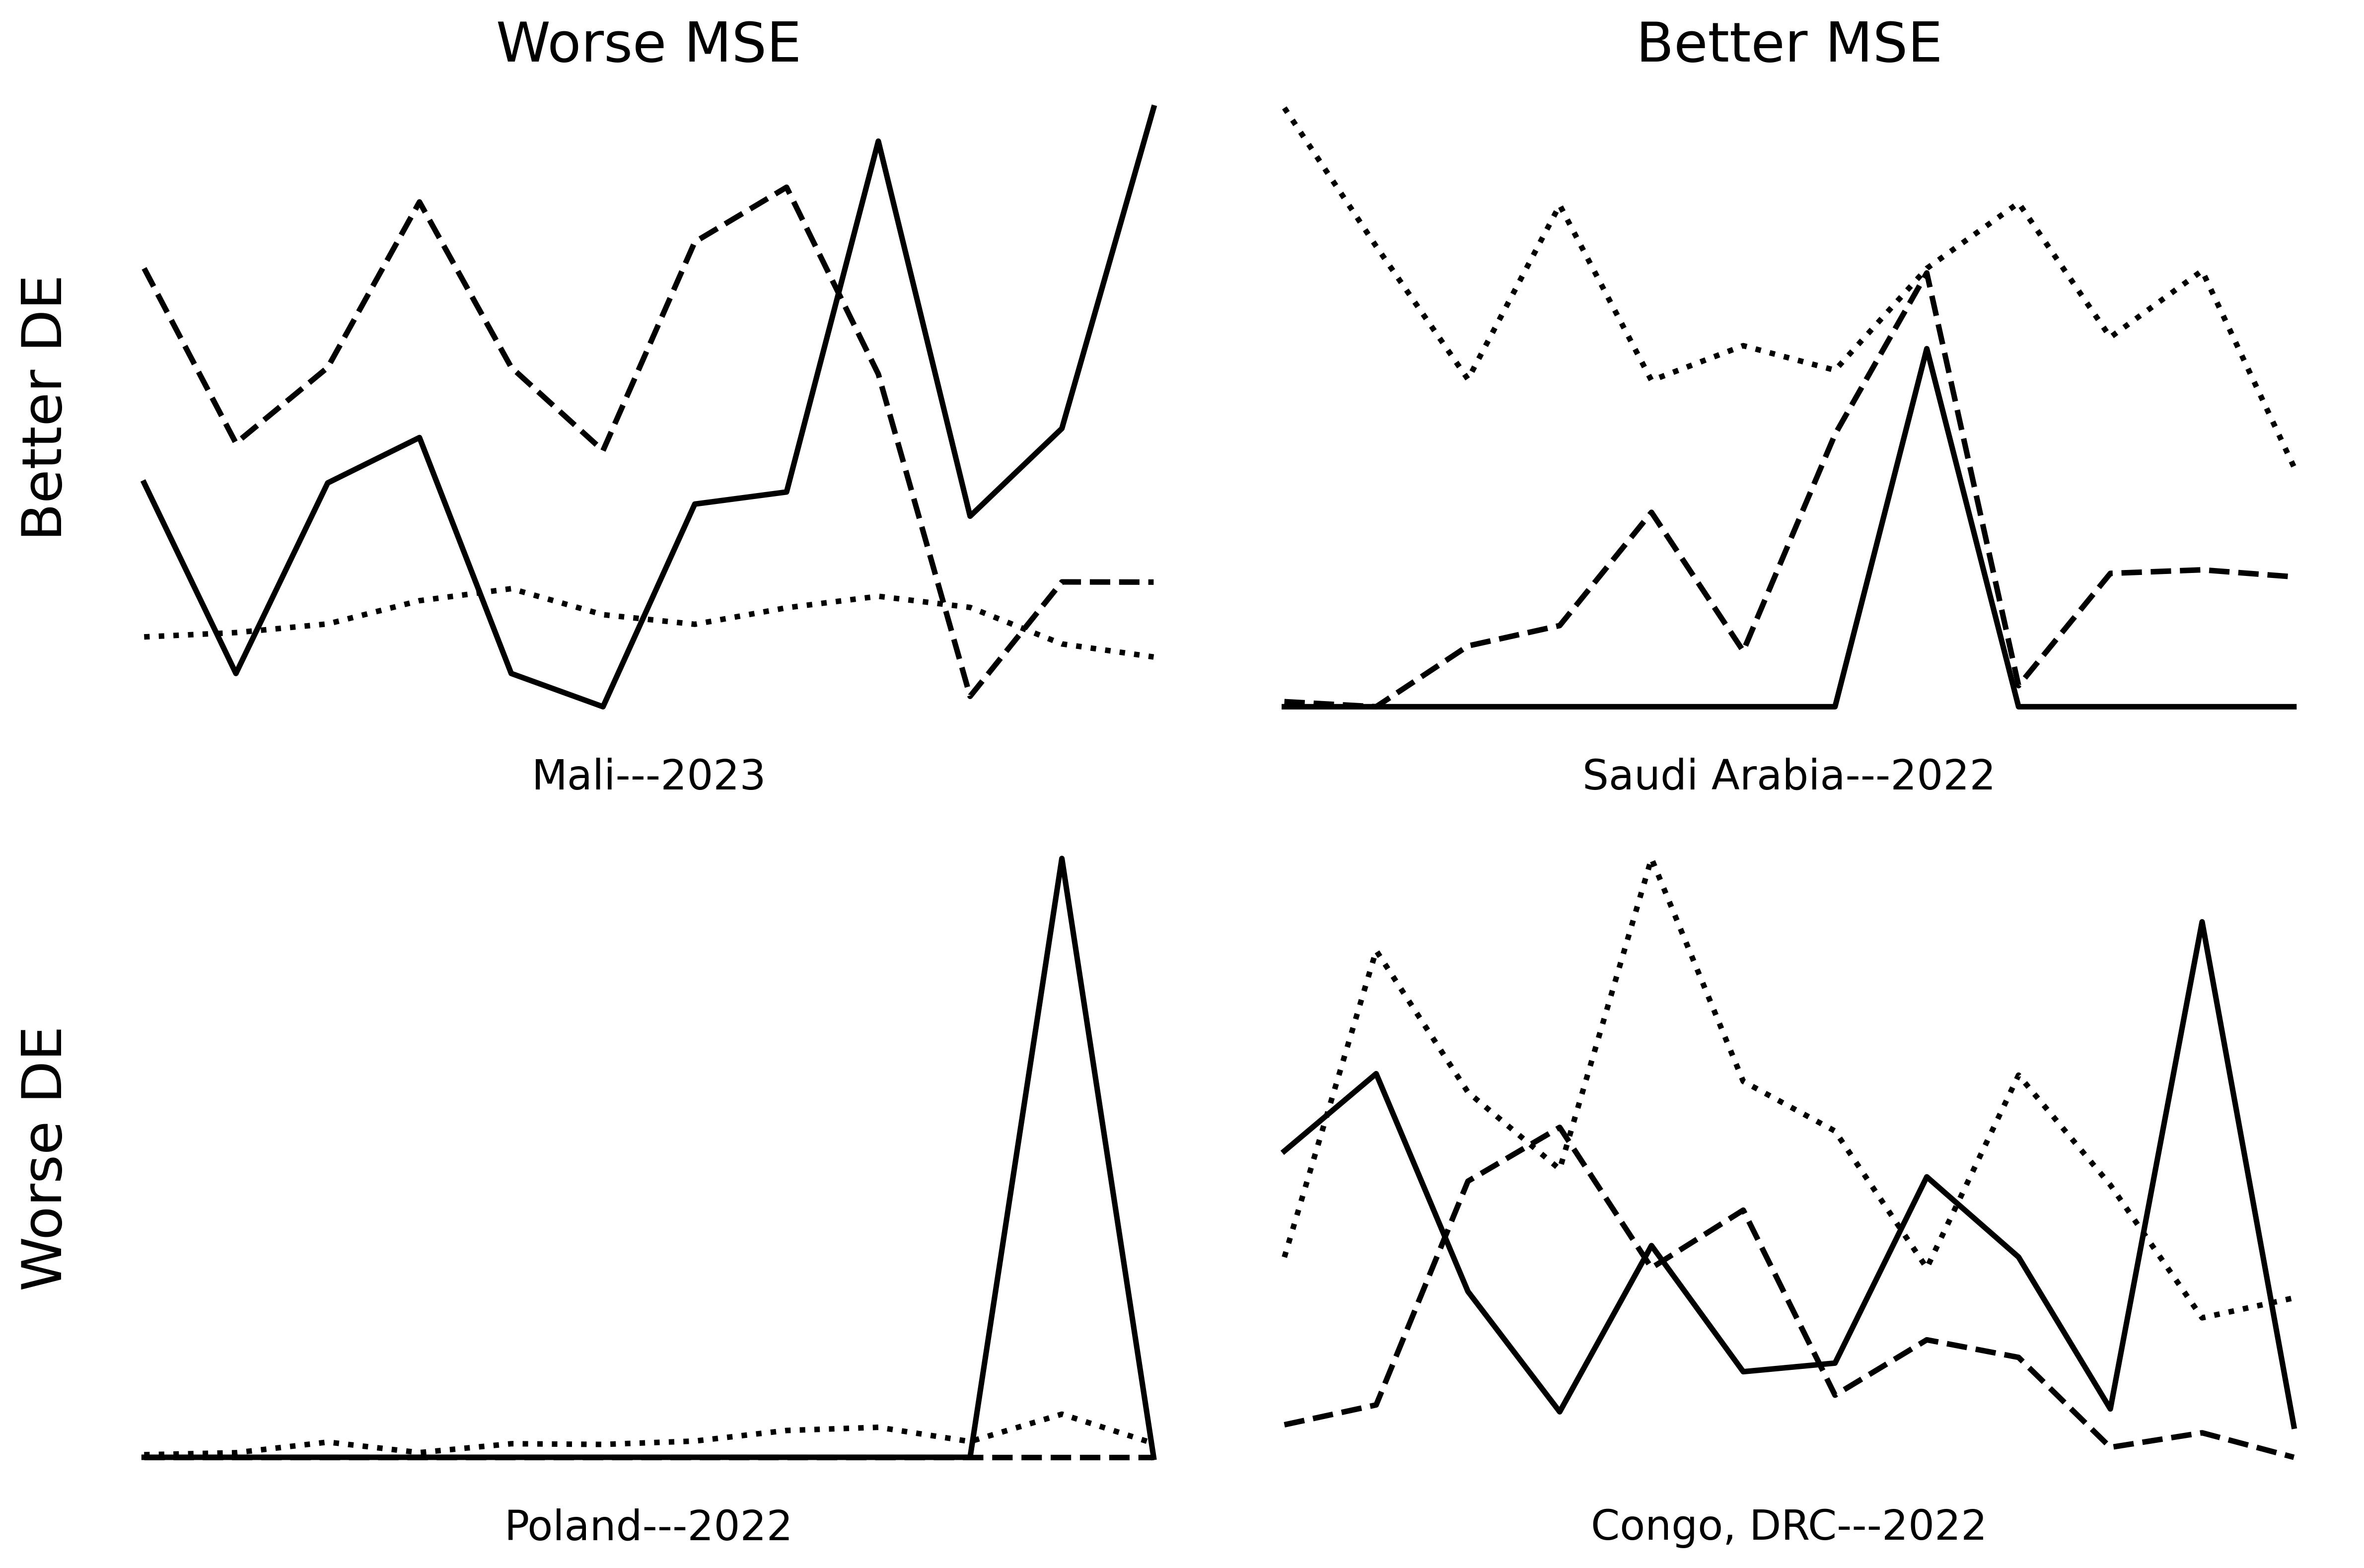 Worse MSE
Better MSE
Better DE
Mali---2023
Saudi Arabia---2022
Worse DE
Poland---2022
Congo, DRC---2022